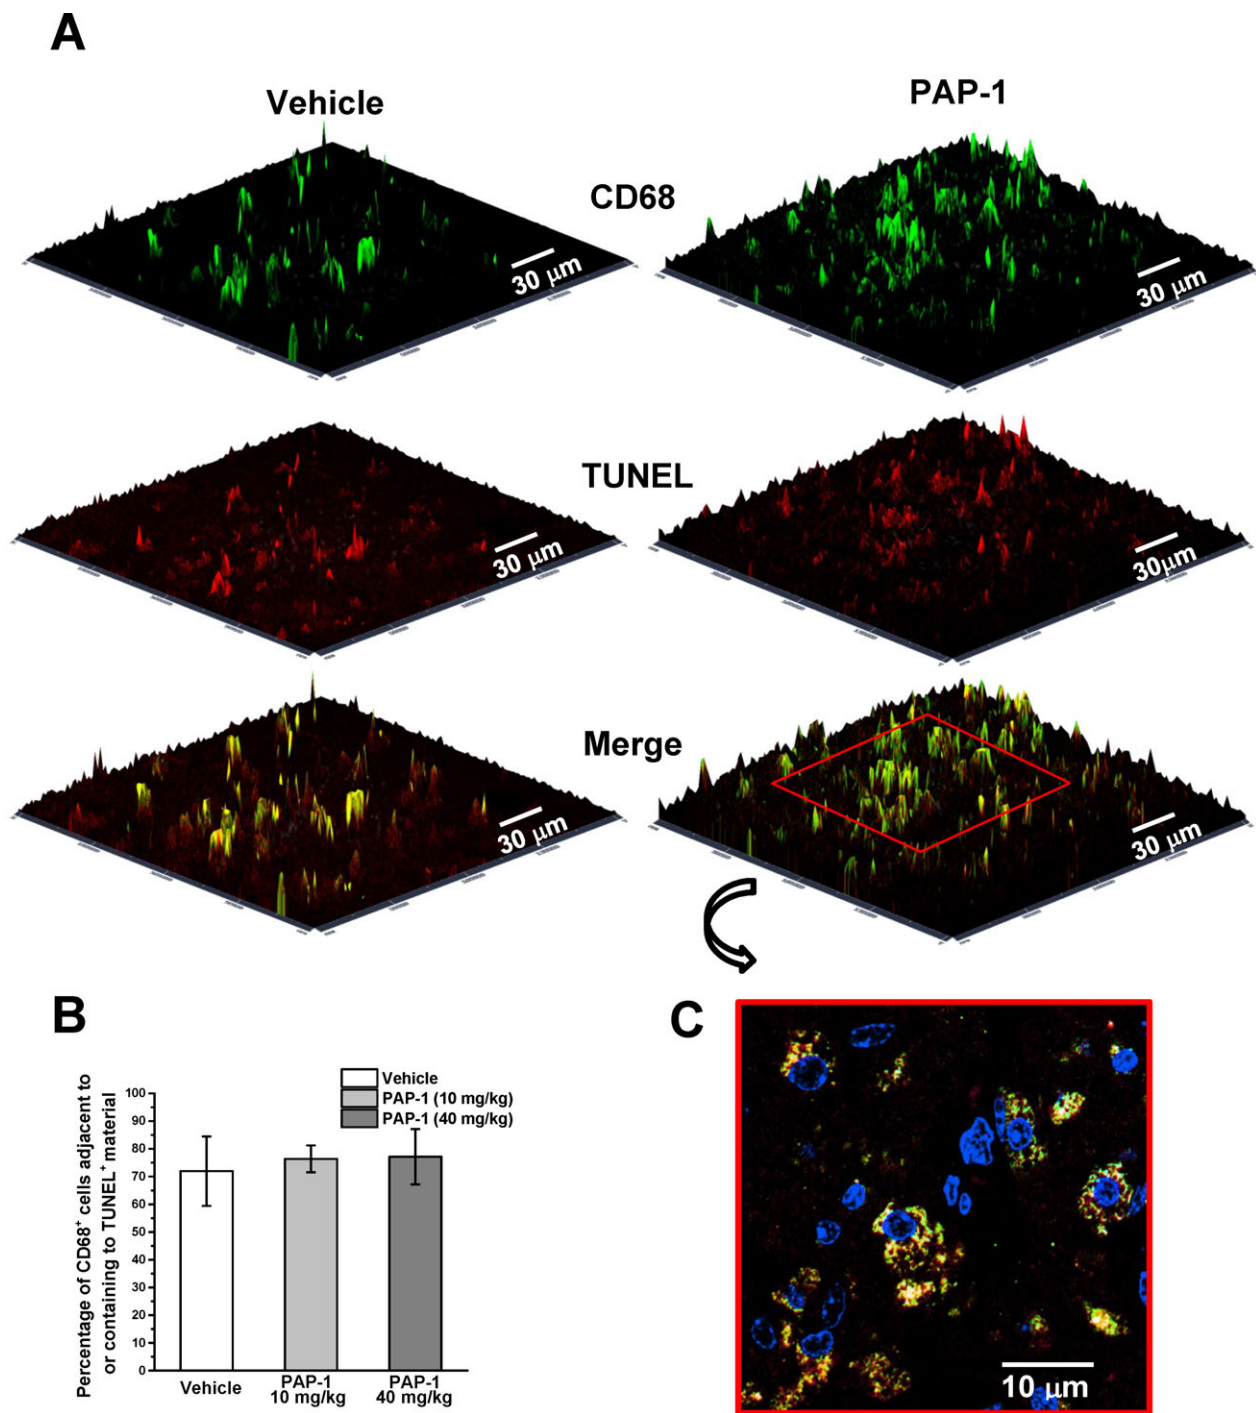 A
Vehicle
PAP-1
CD68
30 μm
30 μm
TUNEL
30 μm
30μm
Merge
30 μm
30 μm
B
C
Percentage of CD68⁺ cells adjacent to
or containing to TUNEL⁺ material
Vehicle
PAP-1 (10 mg/kg)
PAP-1 (40 mg/kg)
100
90
80
70
60
50
40
30
20
10
0
Vehicle
PAP-1
10 mg/kg
PAP-1
40 mg/kg
10 μm